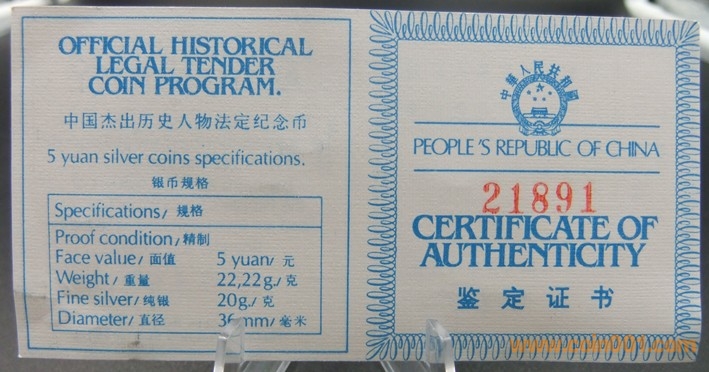 OFFICIAL HISTORICAL
LEGAL TENDER
COIN PROGRAM.
中国杰出历史人物法定纪念币
5 yuan silver coins specifications.
银币规格
Specifications/ 规格
Proof condition/精制
Face value/ 面值 5 yuan/ 元
Weight/ 重量 22,22g./ 克
Fine silver/纯银 20g./ 克
Diameter/ 直径 36mm/ 毫米
中华人民共和国
PEOPLE'S REPUBLIC OF CHINA
21891
CERTIFICATE OF
AUTHENTICITY
鉴定证书